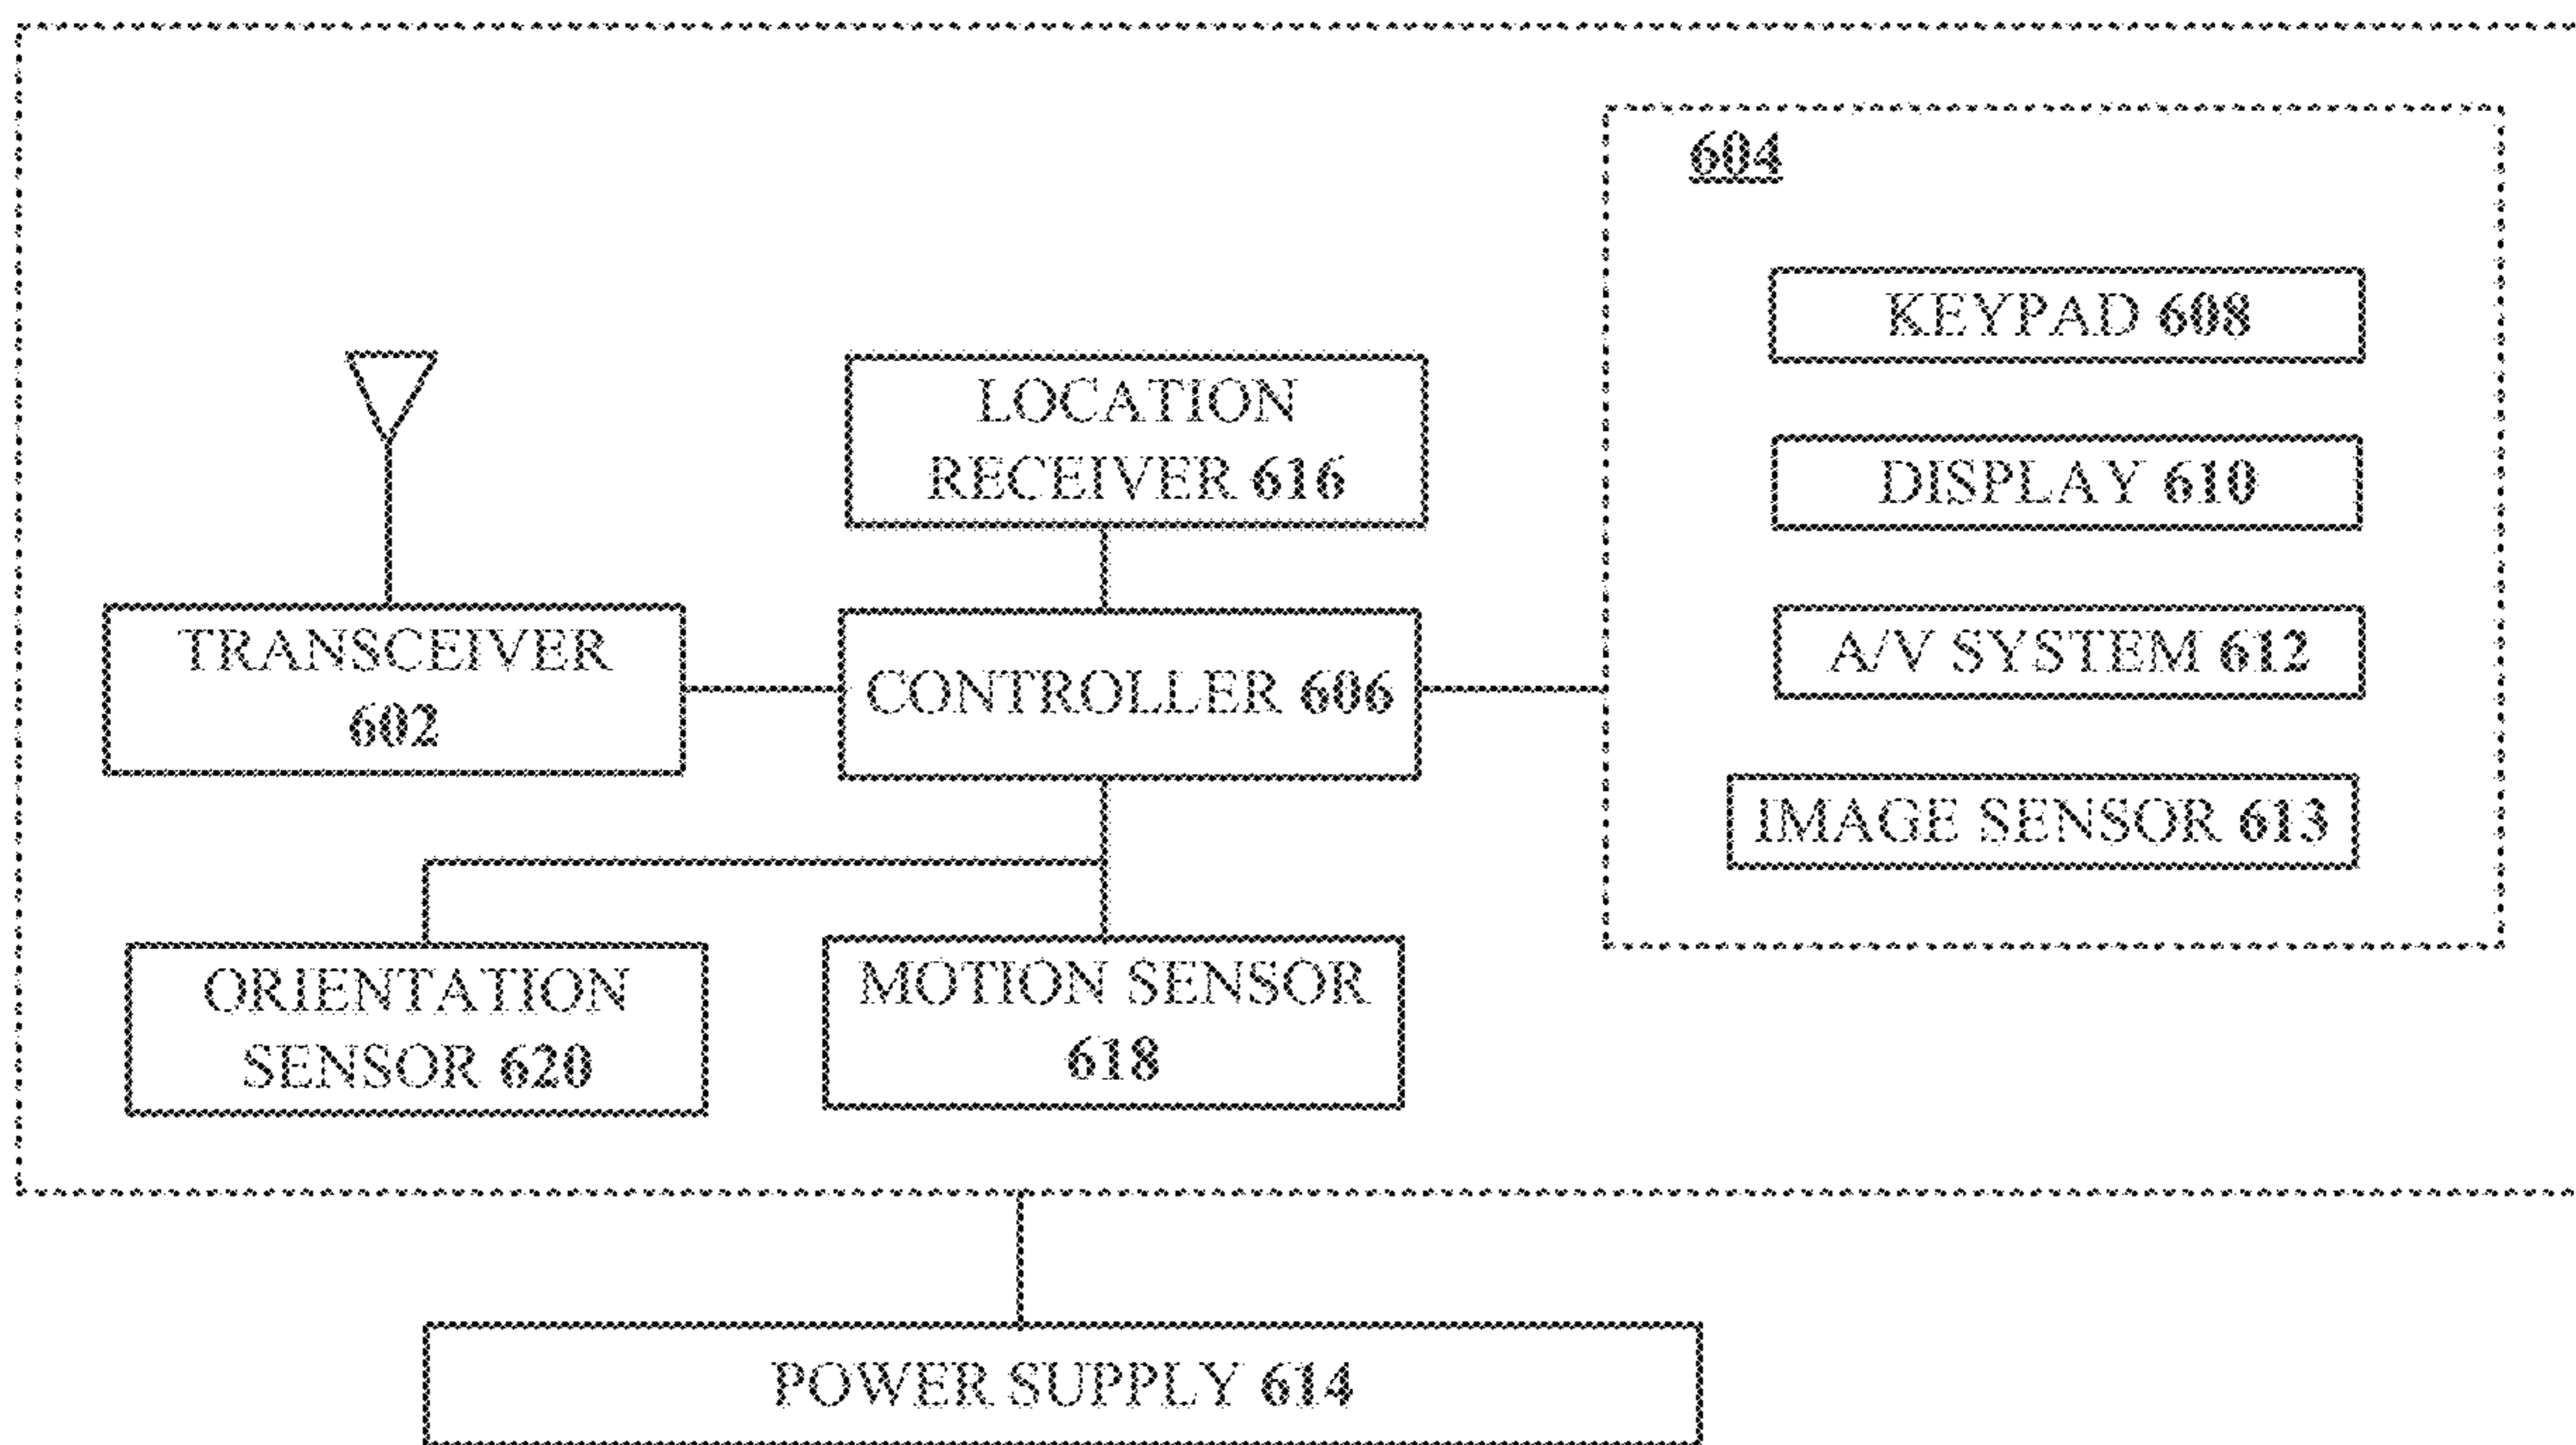 604
KEYPAD 608
LOCATION
RECEIVER 616
DISPLAY 610
TRANSCEIVER
602
CONTROLLER 606
A/V SYSTEM 612
IMAGE SENSOR 613
ORIENTATION
SENSOR 620
MOTION SENSOR
618
POWER SUPPLY 614